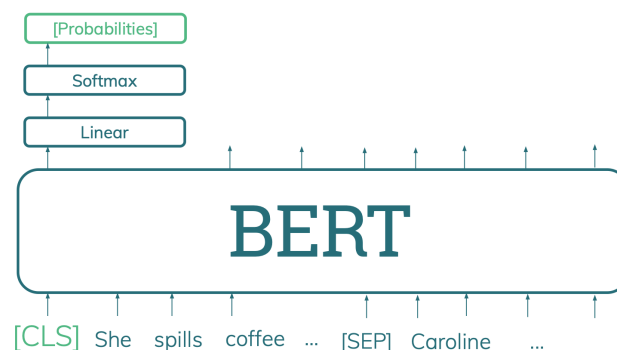 [Probabilities]
Softmax
Linear
BERT
[CLS] She spills coffee ... [SEP] Caroline ...